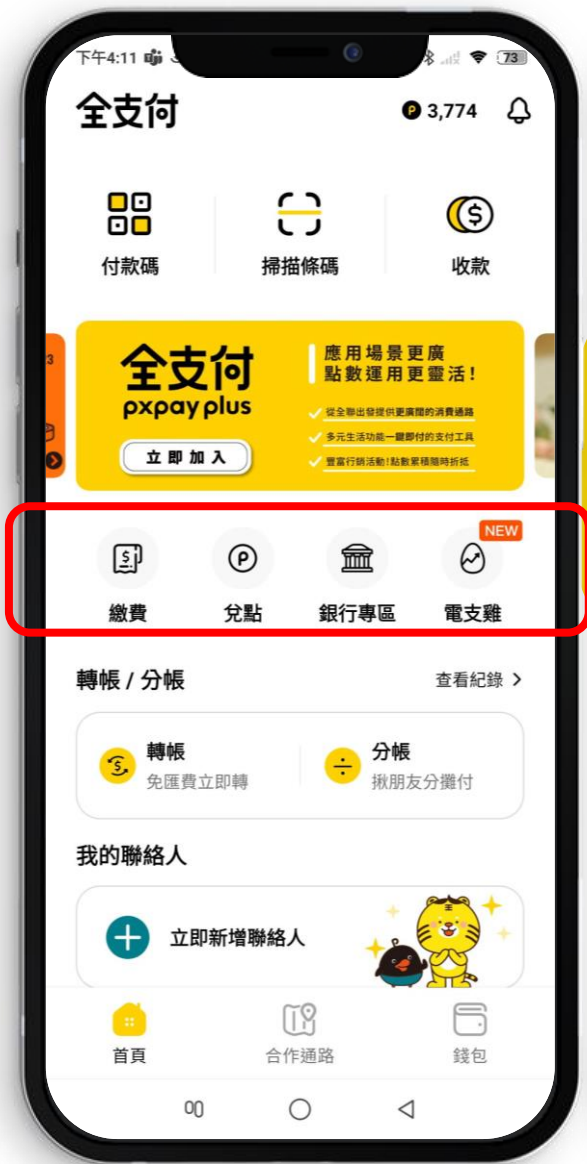 下午4:11
73
全支付
P 3,774
付款碼 掃描條碼 收款
3
全支付
pxpay plus
立即加入
應用場景更廣
點數運用更靈活!
從全聯出發提供更廣闊的消費通路
多元生活功能一鍵即付的支付工具
豐富行銷活動!點數累積隨時折抵
NEW
繳費 兌點 銀行專區 電支雞
轉帳 / 分帳 查看紀錄 >
轉帳 分帳
免匯費立即轉 揪朋友分攤付
我的聯絡人
立即新增聯絡人
首頁 合作通路 錢包